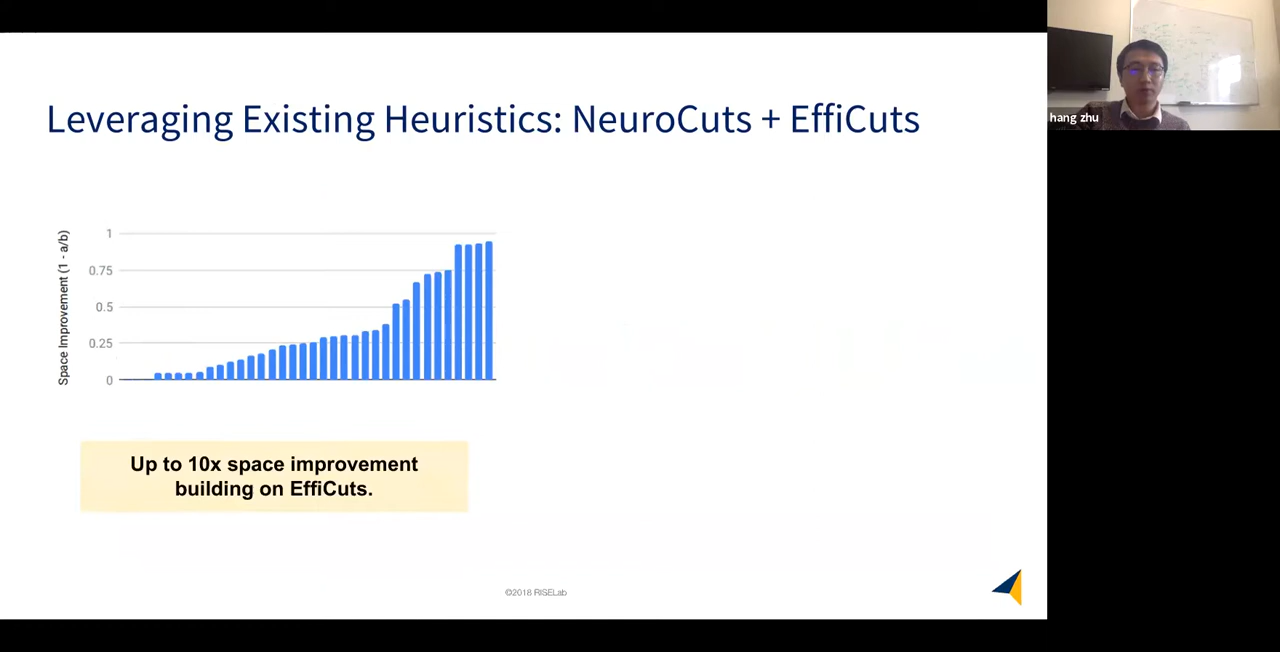 Leveraging Existing Heuristics: NeuroCuts + EffiCuts
Space Improvement (1 - a/b)
1
0.75
0.5
0.25
0
Up to 10x space improvement
building on EffiCuts.
©2018 RISELab
hang zhu